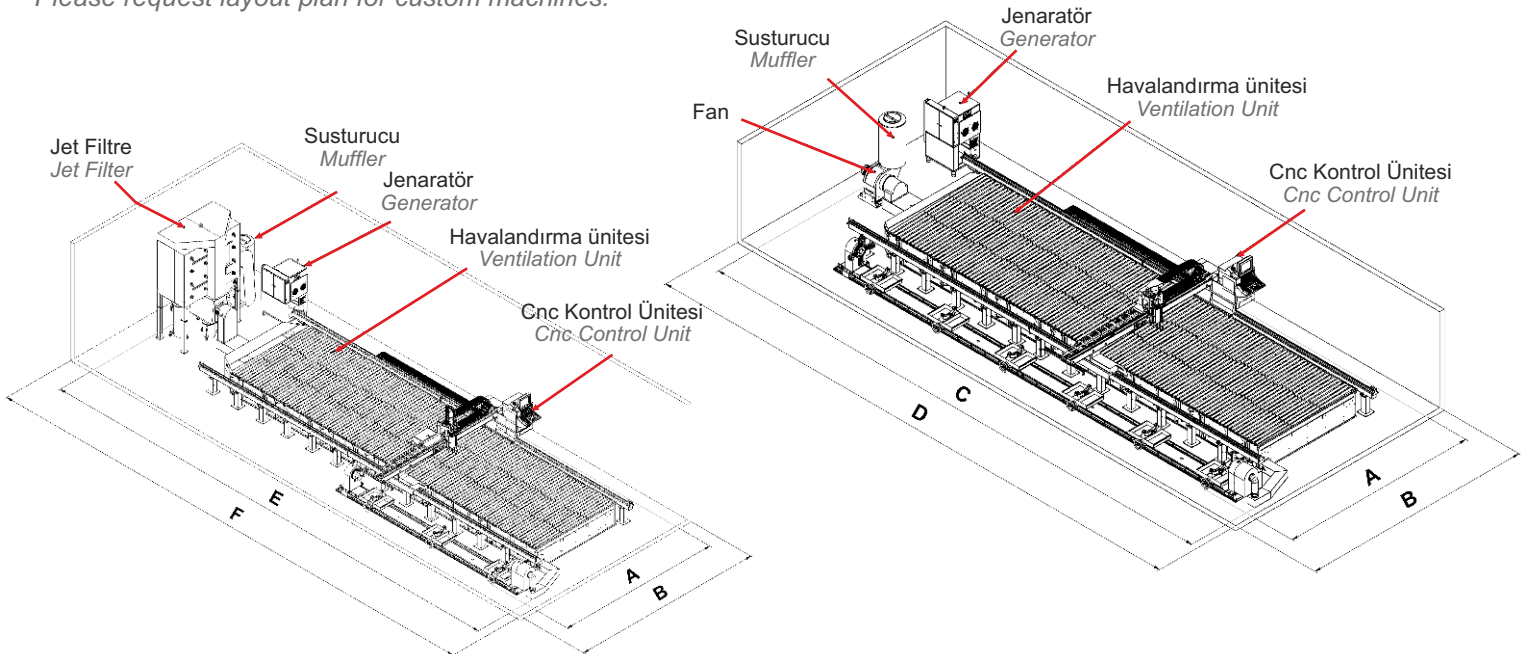 Please request layout plan for custom machines.
Jet Filtre
Jet Filter
Susturucu
Muffler
Jenaratör
Generator
Havalandırma ünitesi
Ventilation Unit
Cnc Kontrol Ünitesi
Cnc Control Unit
E
F
A
B
Susturucu
Muffler
Jenaratör
Generator
Fan
Havalandırma ünitesi
Ventilation Unit
Cnc Kontrol Ünitesi
Cnc Control Unit
C
D
A
B